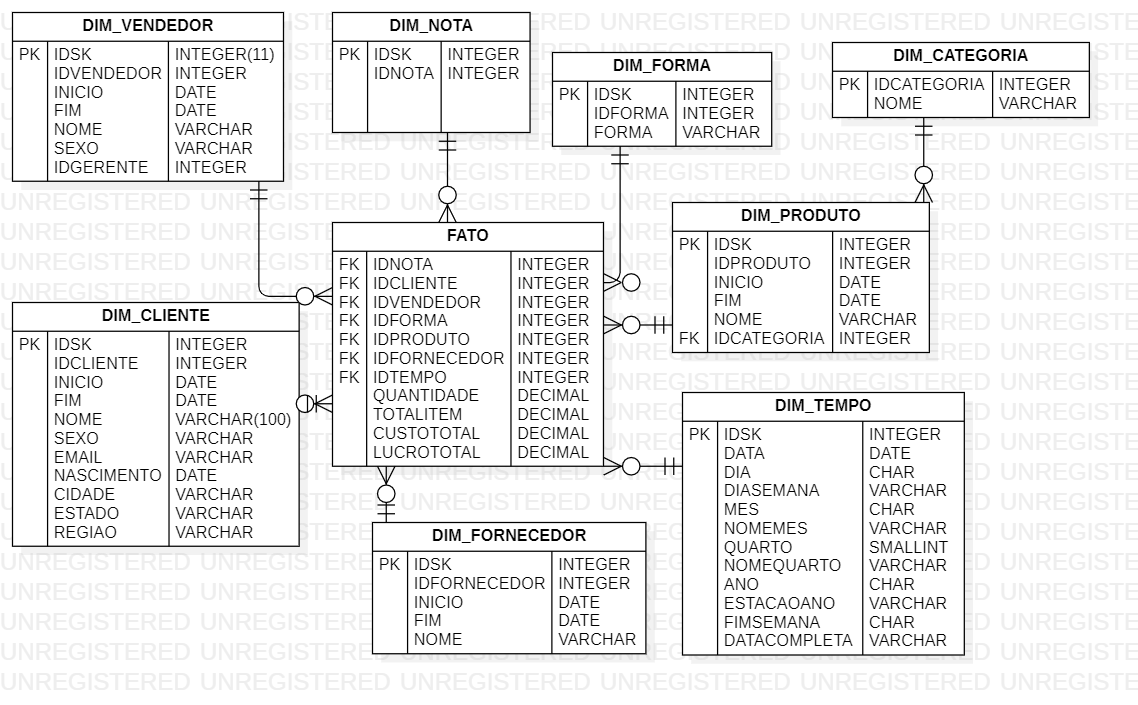 DIM_VENDEDOR
PK IDSK INTEGER(11)
IDVENDEDOR INTEGER
INICIO DATE
FIM DATE
NOME VARCHAR
SEXO VARCHAR
IDGERENTE INTEGER
DIM_NOTA
PK IDSK INTEGER
IDNOTA INTEGER
DIM_FORMA
PK IDSK INTEGER
IDFORMA INTEGER
FORMA VARCHAR
DIM_CATEGORIA
PK IDCATEGORIA INTEGER
NOME VARCHAR
DIM_PRODUTO
PK IDSK INTEGER
IDPRODUTO INTEGER
INICIO DATE
FIM DATE
NOME VARCHAR
FK IDCATEGORIA INTEGER
FATO
FK IDNOTA INTEGER
FK IDCLIENTE INTEGER
FK IDVENDEDOR INTEGER
FK IDFORMA INTEGER
FK IDPRODUTO INTEGER
FK IDFORNECEDOR INTEGER
FK IDTEMPO INTEGER
QUANTIDADE DECIMAL
TOTALITEM DECIMAL
CUSTOTOTAL DECIMAL
LUCROTOTAL DECIMAL
DIM_CLIENTE
PK IDSK INTEGER
IDCLIENTE INTEGER
INICIO DATE
FIM DATE
NOME VARCHAR(100)
SEXO VARCHAR
EMAIL VARCHAR
NASCIMENTO DATE
CIDADE VARCHAR
ESTADO VARCHAR
REGIAO VARCHAR
DIM_TEMPO
PK IDSK INTEGER
DATA DATE
DIA CHAR
DIASEMANA VARCHAR
MES CHAR
NOMEMES VARCHAR
QUARTO SMALLINT
NOMEQUARTO VARCHAR
ANO CHAR
ESTACAOANO VARCHAR
FIMSEMANA CHAR
DATACOMPLETA VARCHAR
DIM_FORNECEDOR
PK IDSK INTEGER
IDFORNECEDOR INTEGER
INICIO DATE
FIM DATE
NOME VARCHAR
UNREGISTERED UNREGISTERED UNREGISTERED UNREGISTERED UNREGISTERED